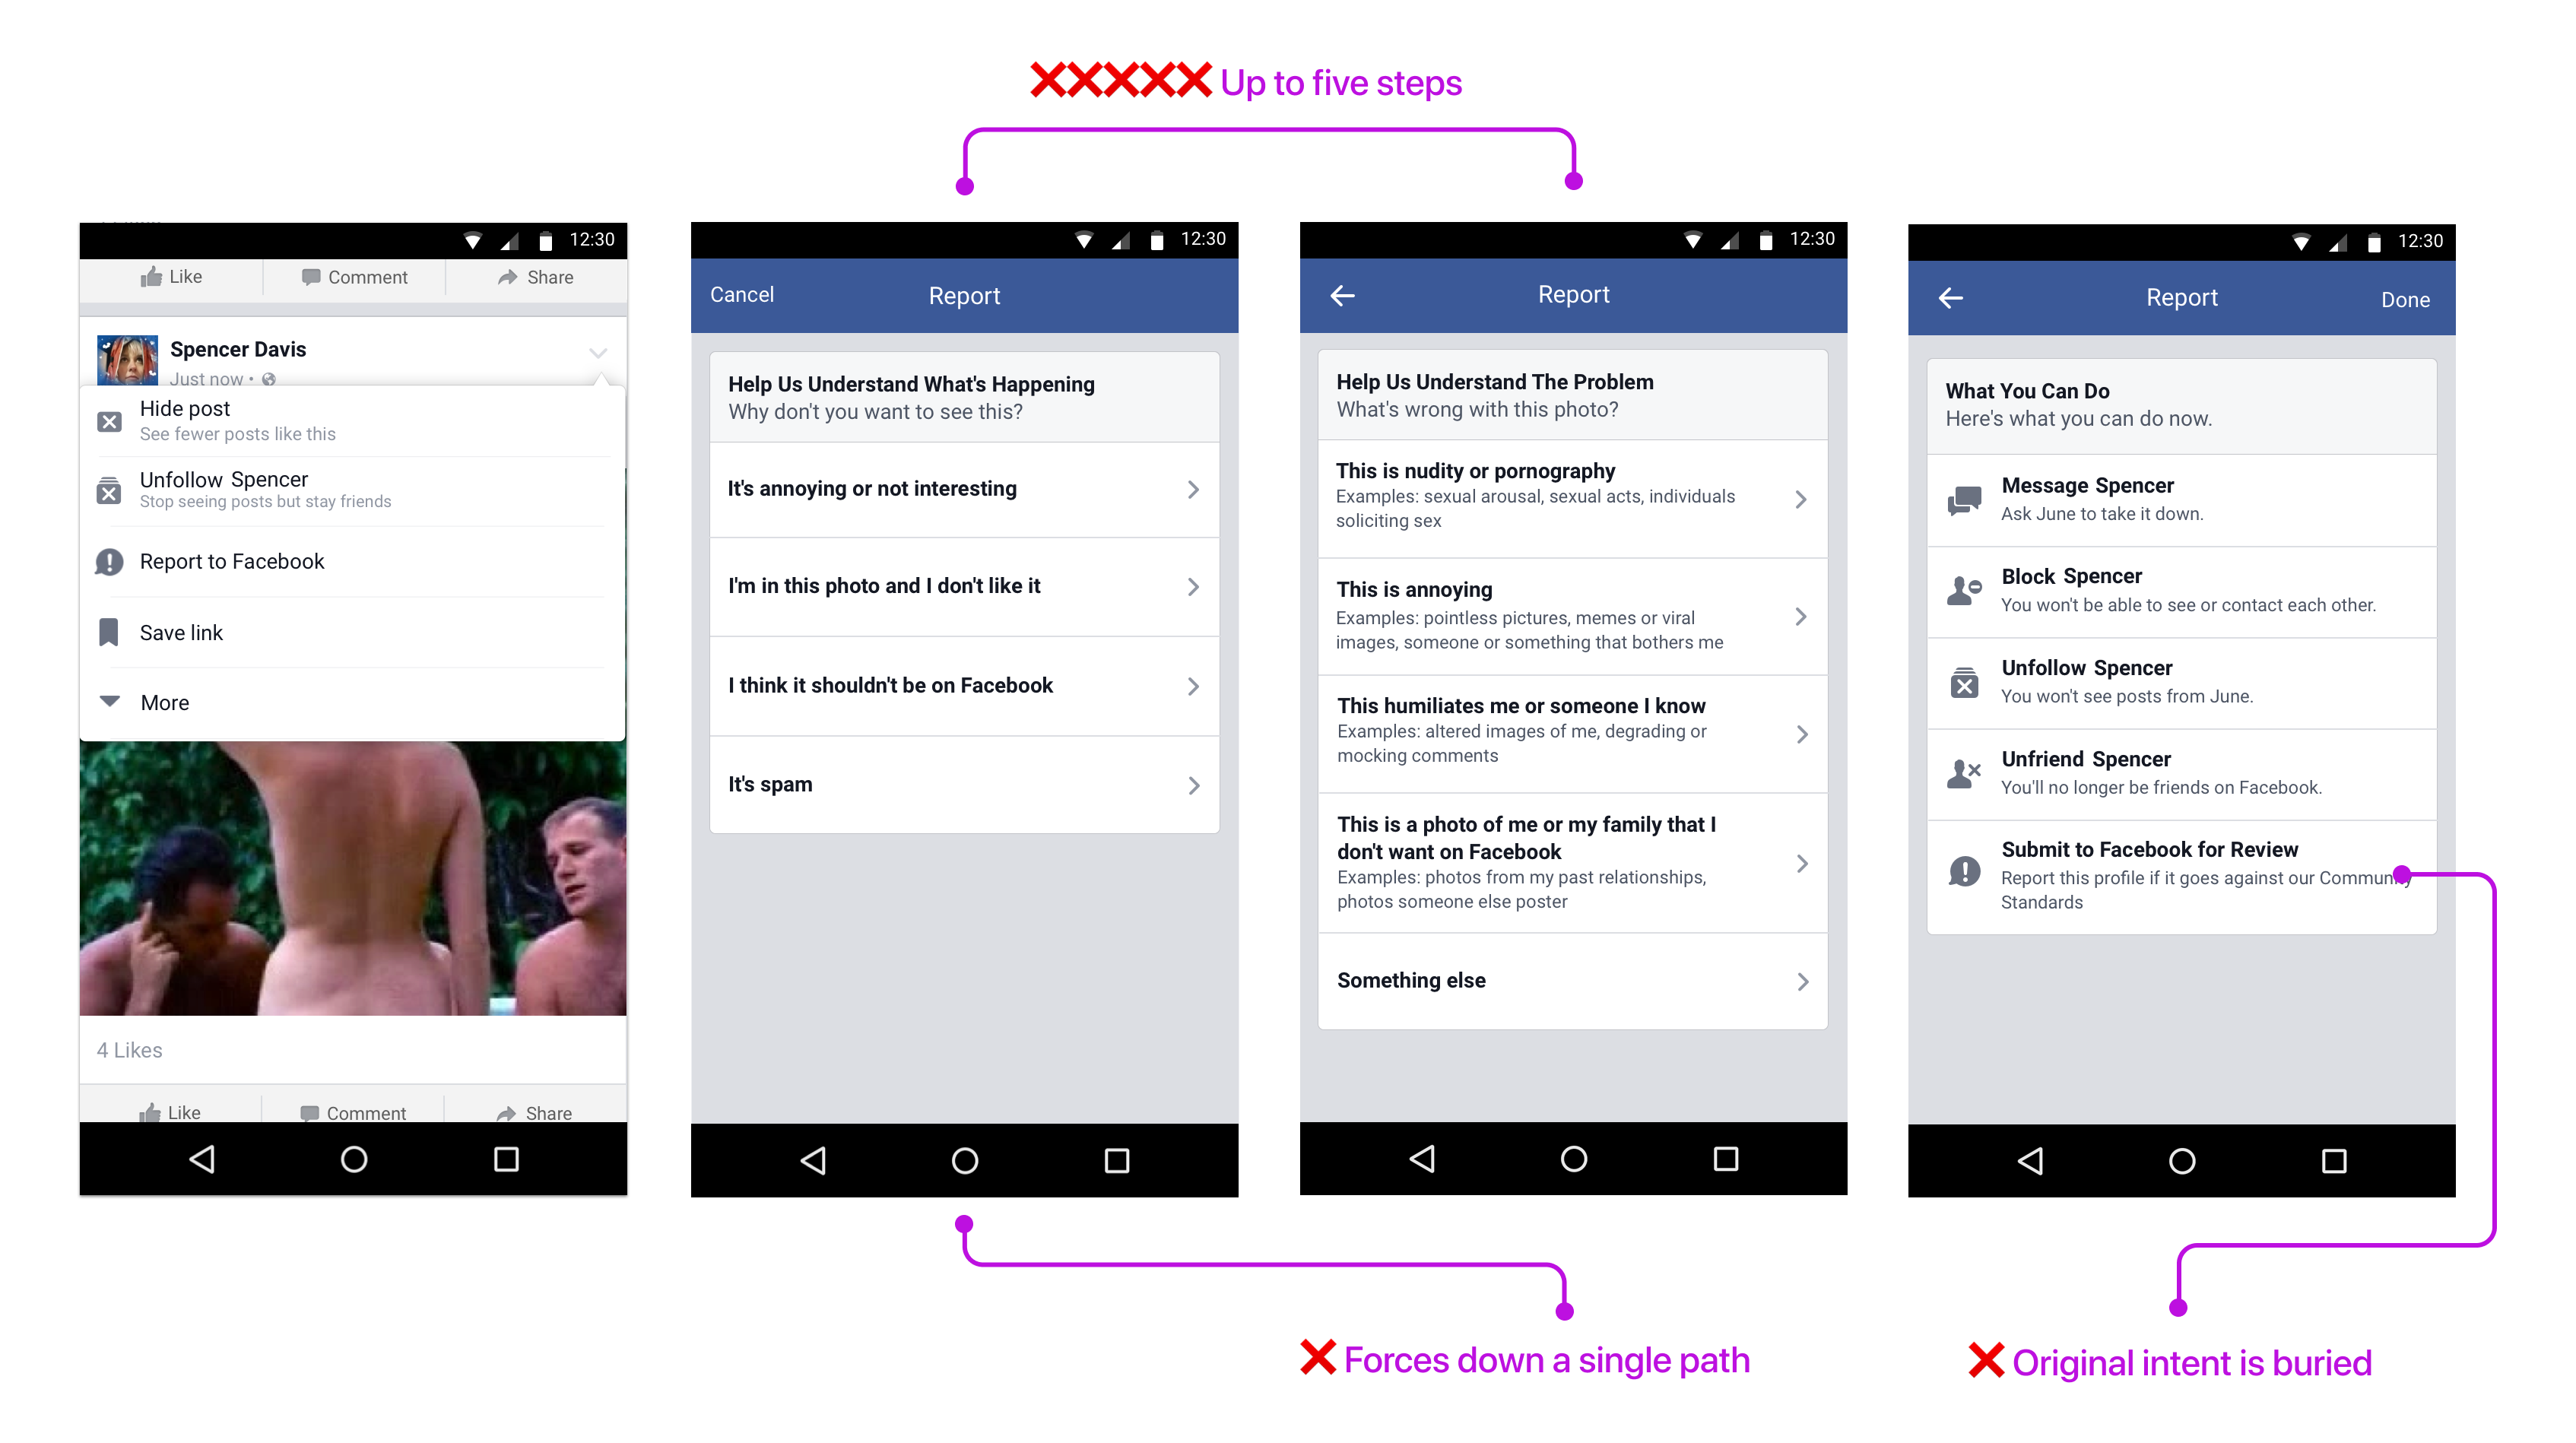 Up to five steps
12:30
Like Comment Share
Spencer Davis
Just now ·
Hide post
See fewer posts like this
Unfollow Spencer
Stop seeing posts but stay friends
Report to Facebook
Save link
More
4 Likes
Like Comment Share
12:30
Cancel Report
Help Us Understand What's Happening
Why don't you want to see this?
It's annoying or not interesting
I'm in this photo and I don't like it
I think it shouldn't be on Facebook
It's spam
12:30
Report
Help Us Understand The Problem
What's wrong with this photo?
This is nudity or pornography
Examples: sexual arousal, sexual acts, individuals
soliciting sex
This is annoying
Examples: pointless pictures, memes or viral
images, someone or something that bothers me
This humiliates me or someone I know
Examples: altered images of me, degrading or
mocking comments
This is a photo of me or my family that I
don't want on Facebook
Examples: photos from my past relationships,
photos someone else poster
Something else
12:30
Report Done
What You Can Do
Here's what you can do now.
Message Spencer
Ask June to take it down.
Block Spencer
You won't be able to see or contact each other.
Unfollow Spencer
You won't see posts from June.
Unfriend Spencer
You'll no longer be friends on Facebook.
Submit to Facebook for Review
Report this profile if it goes against our Community
Standards
Forces down a single path
Original intent is buried